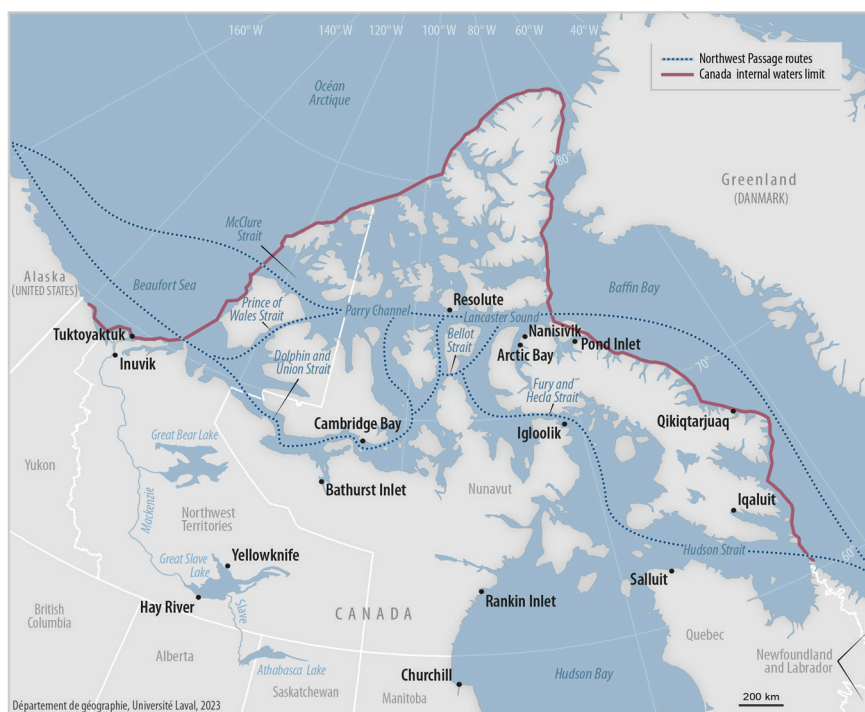 160°W
140°W
120°W
100°W
80°W
60°W
40°W
Northwest Passage routes
Canada internal waters limit
Océan
Arctique
80°
Greenland
(DANMARK)
McClure
Strait
Alaska
(UNITED STATES)
Beaufort Sea
Baffin Bay
Prince of
Wales Strait
Parry Channel
Resolute
Lancaster Sound
Tuktoyaktuk
Inuvik
Bellot
Strait
Nanisivik
Arctic Bay
Pond Inlet
Dolphin and
Union Strait
70°
Fury and
Hecla Strait
Cambridge Bay
Igloolik
Qikiqtarjuaq
Great Bear Lake
Yukon
Bathurst Inlet
Nunavut
Mackenzie
Northwest
Territories
Iqaluit
Great Slave
Lake
Yellowknife
Hudson Strait
60°
Hay River
Slave
Salluit
British
Columbia
CANADA
Rankin Inlet
Alberta
Quebec
Newfoundland
and Labrador
Athabasca Lake
Saskatchewan
Churchill
Manitoba
Hudson Bay
200 km
Département de géographie, Université Laval, 2023